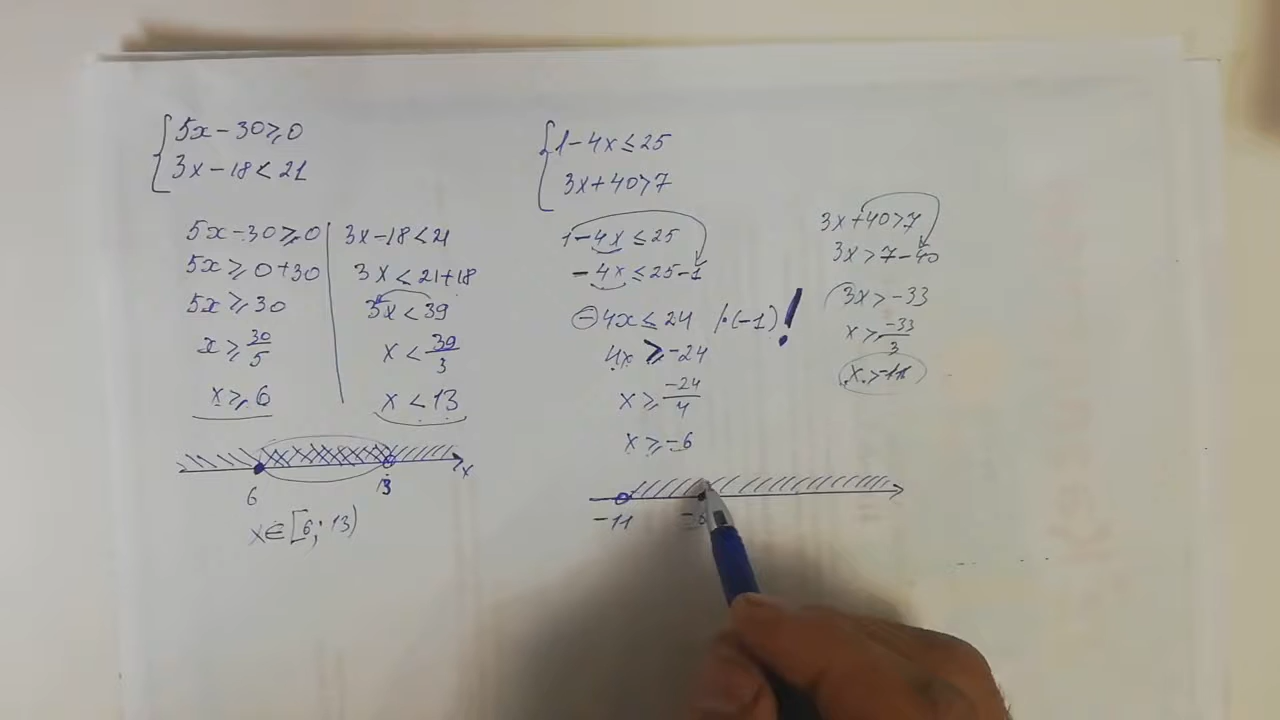 5x-30≥0
3x-18<21
5x-30≥0
5x≥0+30
5x≥30
x≥30/5
x≥6
3x-18<21
3x<21+18
3x<39
x<39/3
x<13
6 13 x
x∈[6; 13)
1-4x≤25
3x+40>7
1-4x≤25
-4x≤25-1
-4x≤24 /·(-1)!
4x≥-24
x≥-24/4
x≥-6
3x+40>7
3x>7-40
3x>-33
x>-33/3
x>-11
-11